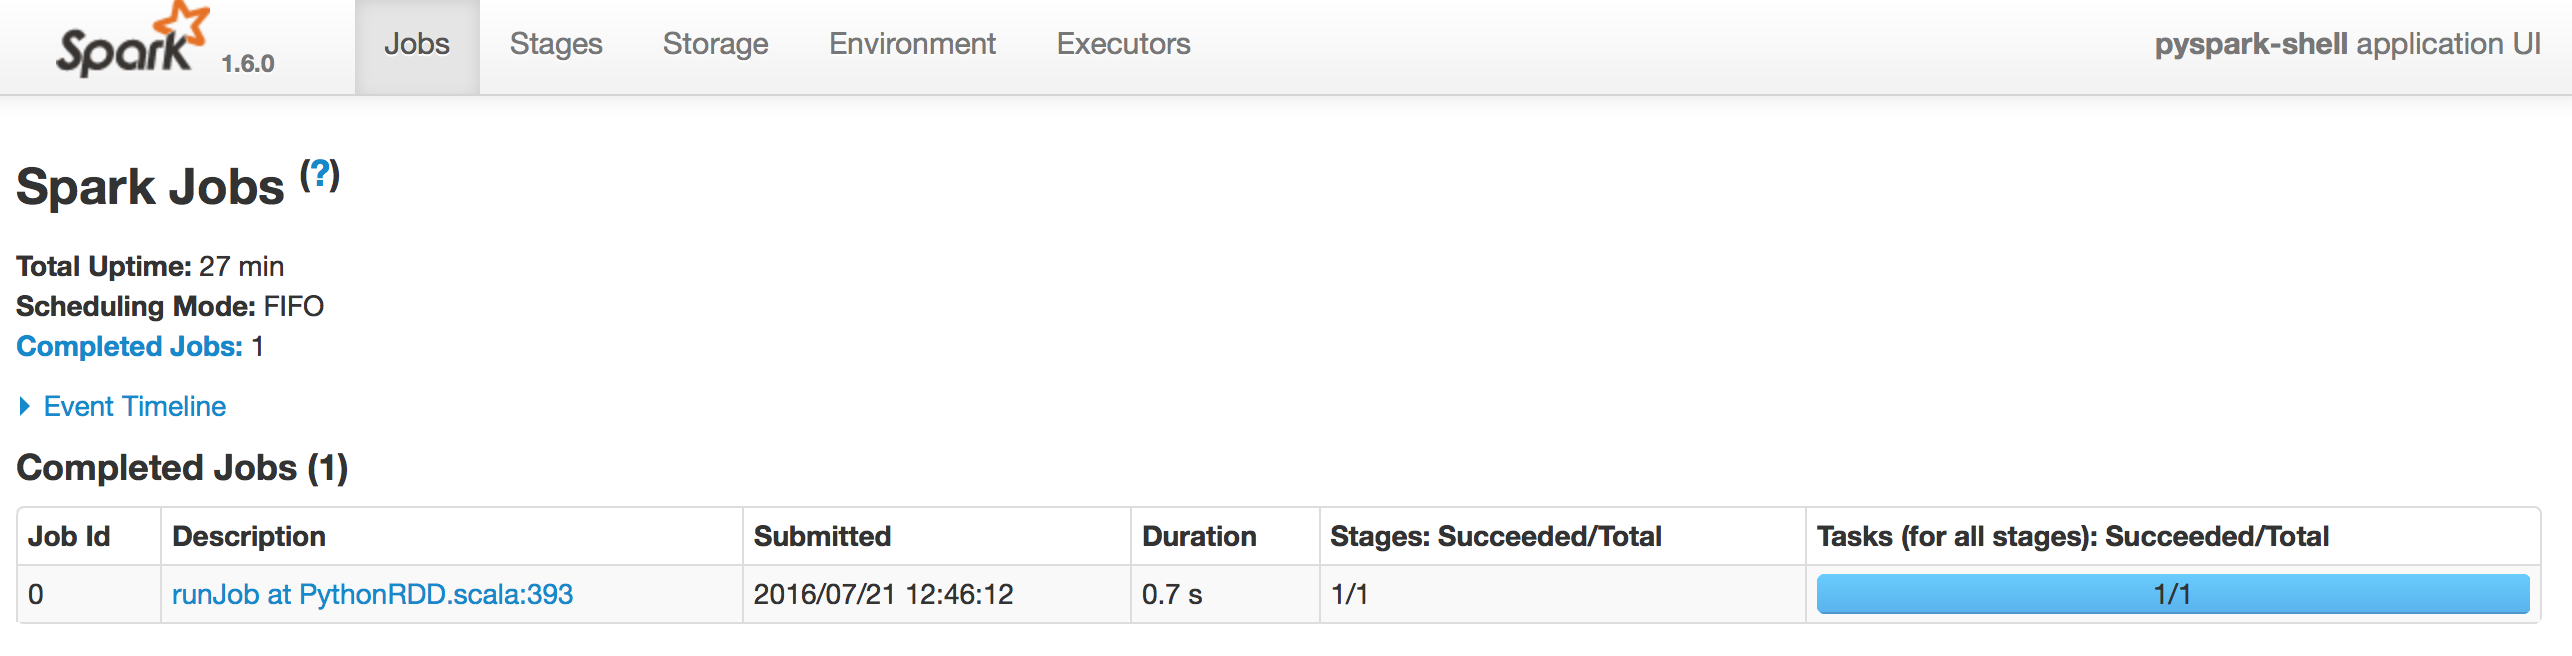 Spark 1.6.0 Jobs Stages Storage Environment Executors pyspark-shell application UI
Spark Jobs (?)
Total Uptime: 27 min
Scheduling Mode: FIFO
Completed Jobs: 1
Event Timeline
Completed Jobs (1)
Job Id Description Submitted Duration Stages: Succeeded/Total Tasks (for all stages): Succeeded/Total
0 runJob at PythonRDD.scala:393 2016/07/21 12:46:12 0.7 s 1/1 1/1